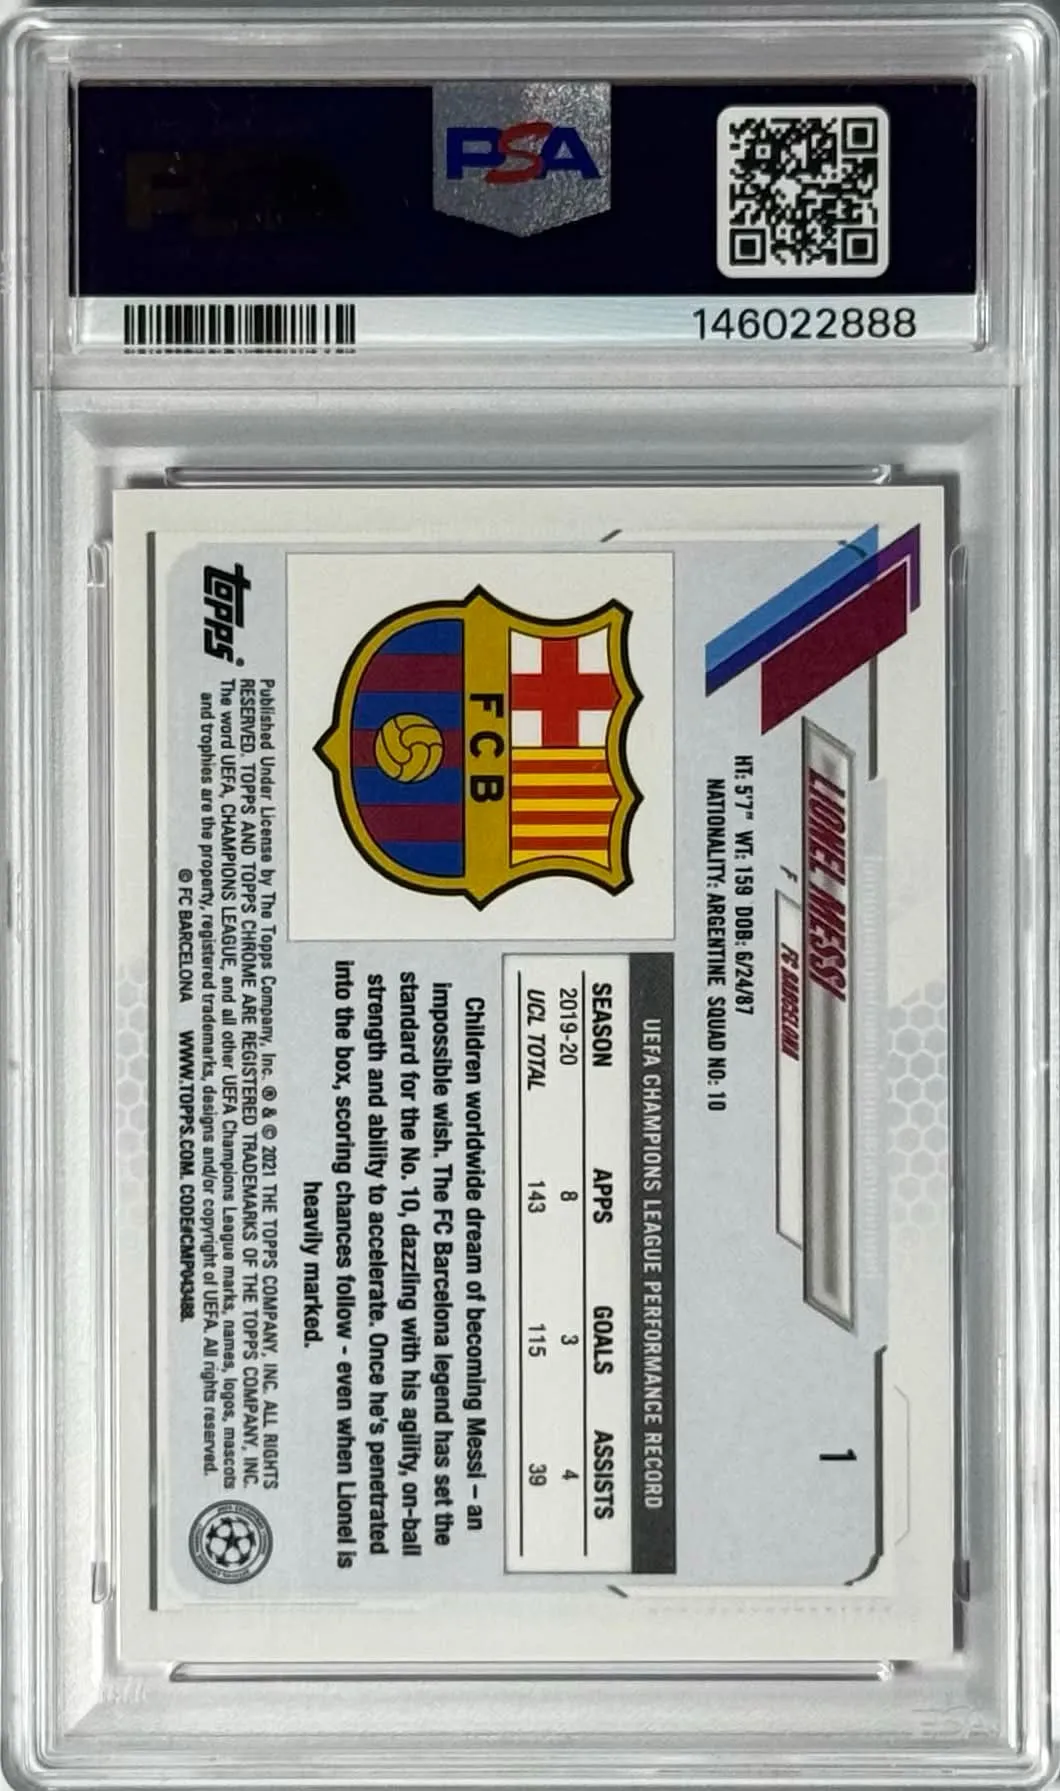 PSA
146022888
1
LIONEL MESSI
F FC BARCELONA
HT: 5'7" WT: 159 DOB: 6/24/87
NATIONALITY: ARGENTINE SQUAD NO: 10
UEFA CHAMPIONS LEAGUE PERFORMANCE RECORD
SEASON APPS GOALS ASSISTS
2019-20 8 3 4
UCL TOTAL 143 115 39
FCB
Children worldwide dream of becoming Messi – an
impossible wish. The FC Barcelona legend has set the
standard for the No. 10, dazzling with his agility, on-ball
strength and ability to accelerate. Once he's penetrated
into the box, scoring chances follow – even when Lionel is
heavily marked.
topps®
Published Under License by The Topps Company, Inc. ® & © 2021 THE TOPPS COMPANY, INC. ALL RIGHTS
RESERVED. TOPPS AND TOPPS CHROME ARE REGISTERED TRADEMARKS OF THE TOPPS COMPANY, INC.
The word UEFA, CHAMPIONS LEAGUE, and all other UEFA Champions League marks, names, logos, mascots
and trophies are the property, registered trademarks, designs and/or copyright of UEFA. All rights reserved.
© FC BARCELONA WWW.TOPPS.COM. CODE#CMP043488.